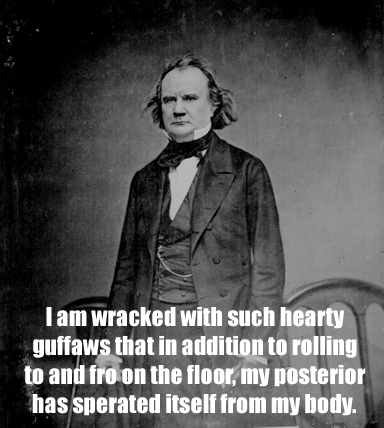 I am wracked with such hearty
guffaws that in addition to rolling
to and fro on the floor, my posterior
has sperated itself from my body.